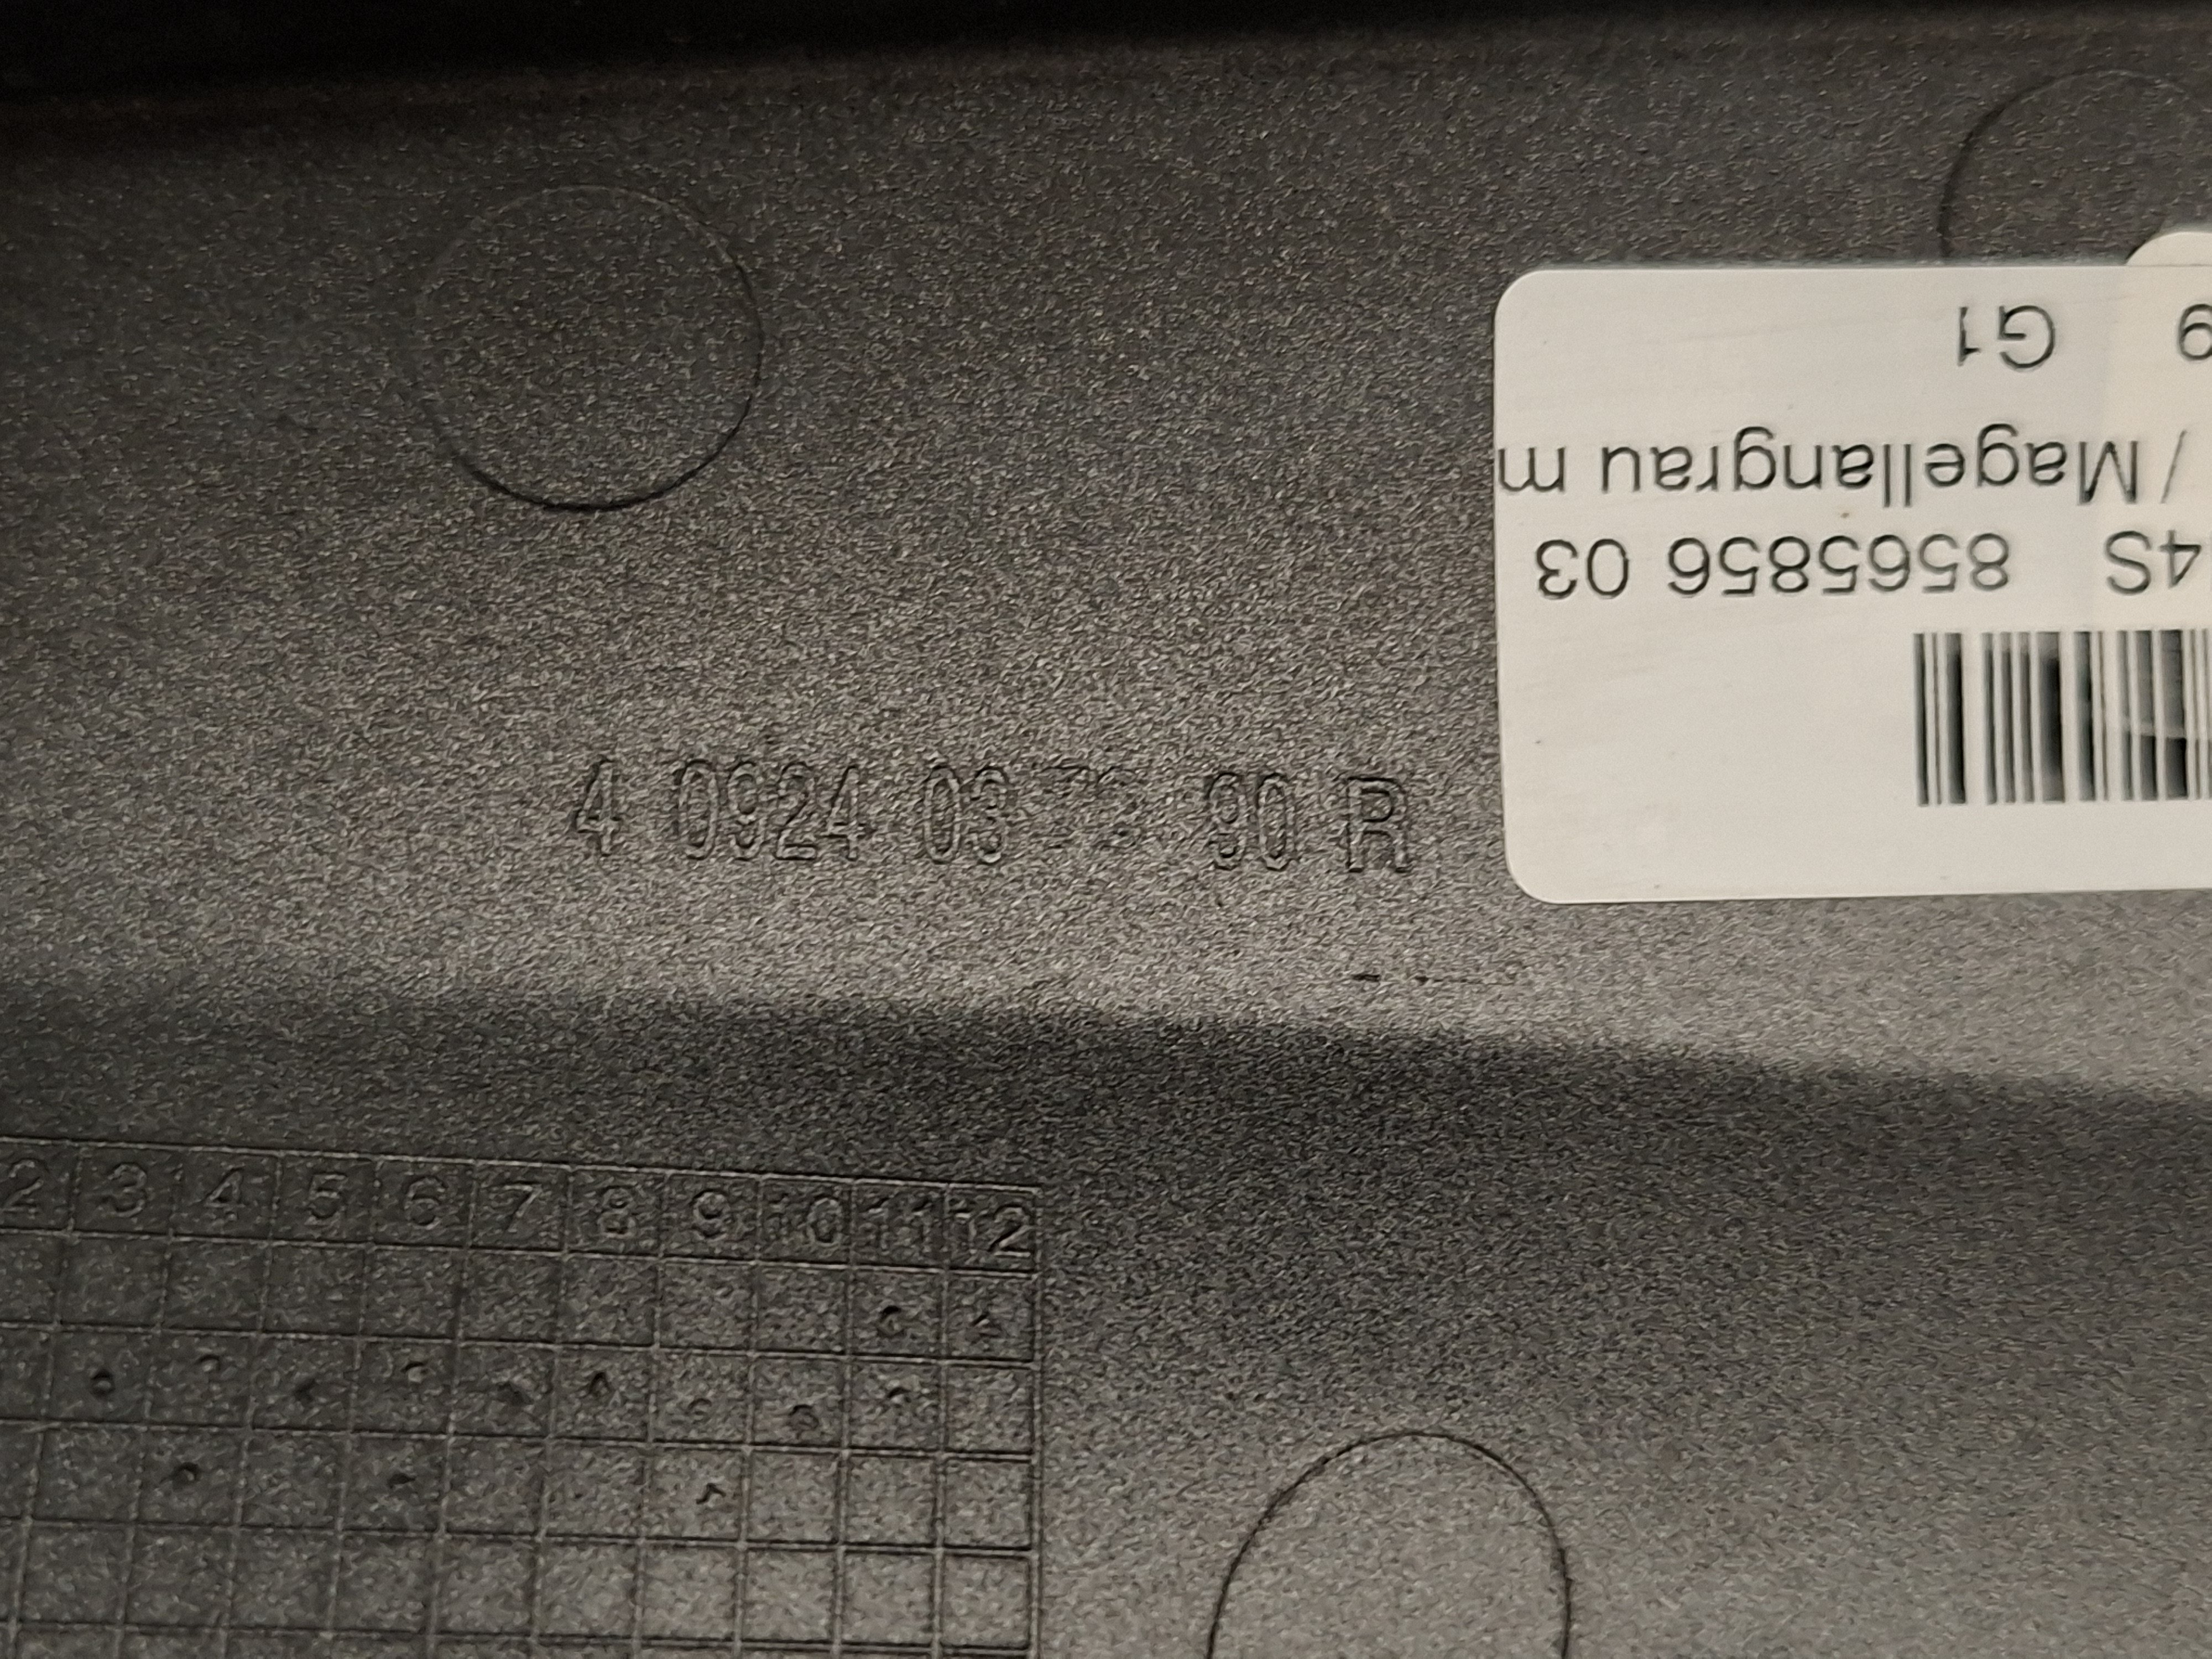 G1
/ Magellangrau m
4S 8565856 03
4 0924 03 90 R
2 3 4 5 6 7 8 9 10 11 12